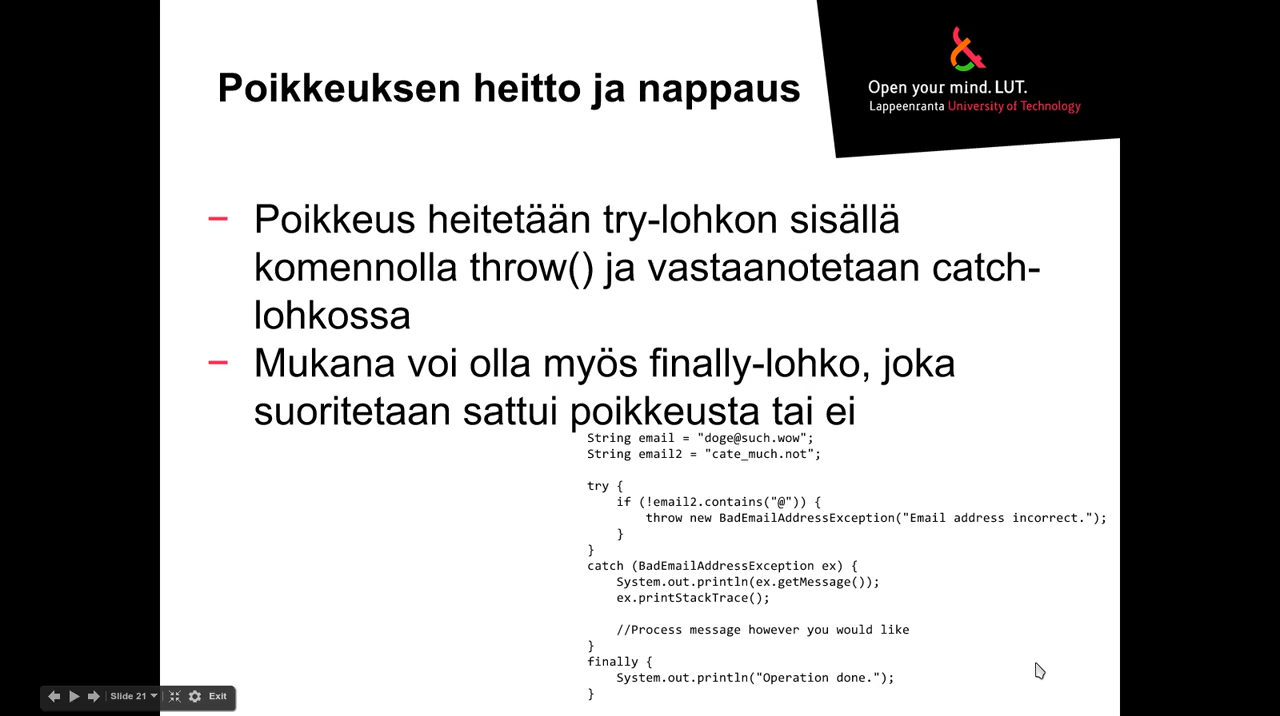 Poikkeuksen heitto ja nappaus
Open your mind. LUT.
Lappeenranta University of Technology
– Poikkeus heitetään try-lohkon sisällä
komennolla throw() ja vastaanotetaan catch-
lohkossa
– Mukana voi olla myös finally-lohko, joka
suoritetaan sattui poikkeusta tai ei
String email = "doge@such.wow";
String email2 = "cate_much.not";
try {
if (!email2.contains("@")) {
throw new BadEmailAddressException("Email address incorrect.");
}
}
catch (BadEmailAddressException ex) {
System.out.println(ex.getMessage());
ex.printStackTrace();
//Process message however you would like
}
finally {
System.out.println("Operation done.");
}
Slide 21 Exit